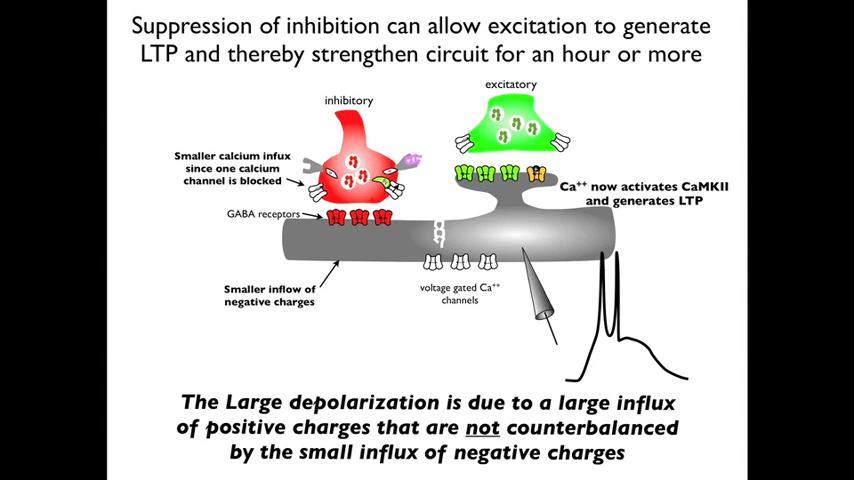 Suppression of inhibition can allow excitation to generate
LTP and thereby strengthen circuit for an hour or more
excitatory
inhibitory
Smaller calcium infux
since one calcium
channel is blocked
Ca++ now activates CaMKII
and generates LTP
GABA receptors
Smaller inflow of
negative charges
voltage gated Ca++
channels
The Large depolarization is due to a large influx
of positive charges that are not counterbalanced
by the small influx of negative charges